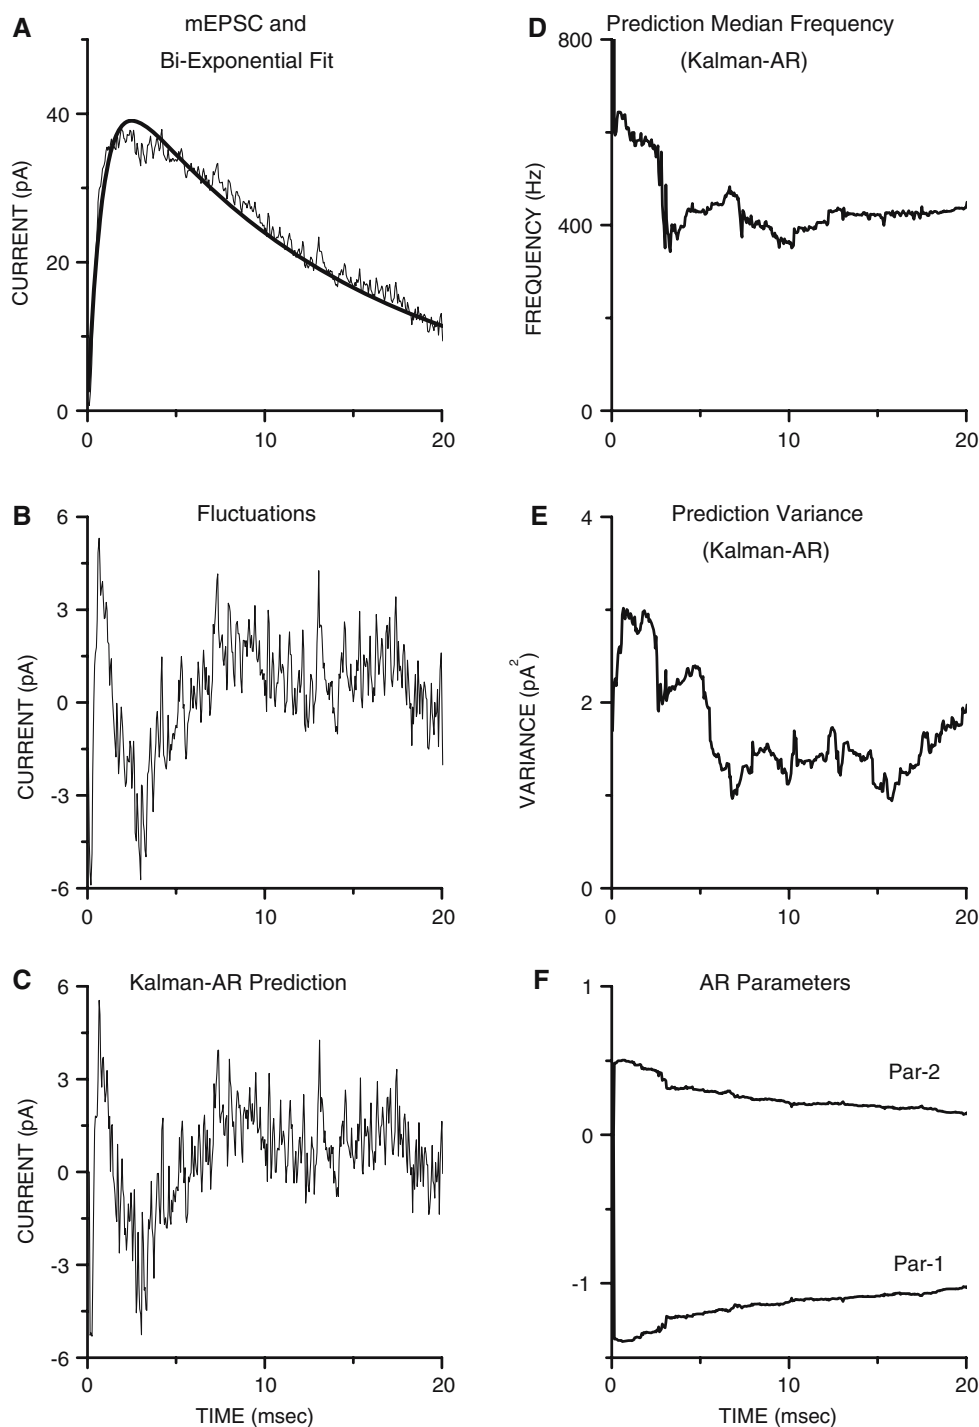 A
mEPSC and
Bi-Exponential Fit
CURRENT (pA)
40
20
0
0
10
20
D
Prediction Median Frequency
(Kalman-AR)
FREQUENCY (Hz)
800
400
0
0
10
20
B
Fluctuations
CURRENT (pA)
6
3
0
-3
-6
0
10
20
E
Prediction Variance
(Kalman-AR)
VARIANCE (pA²)
4
2
0
0
10
20
C
Kalman-AR Prediction
CURRENT (pA)
6
3
0
-3
-6
0
10
20
TIME (msec)
F
AR Parameters
1
0
-1
Par-2
Par-1
0
10
20
TIME (msec)